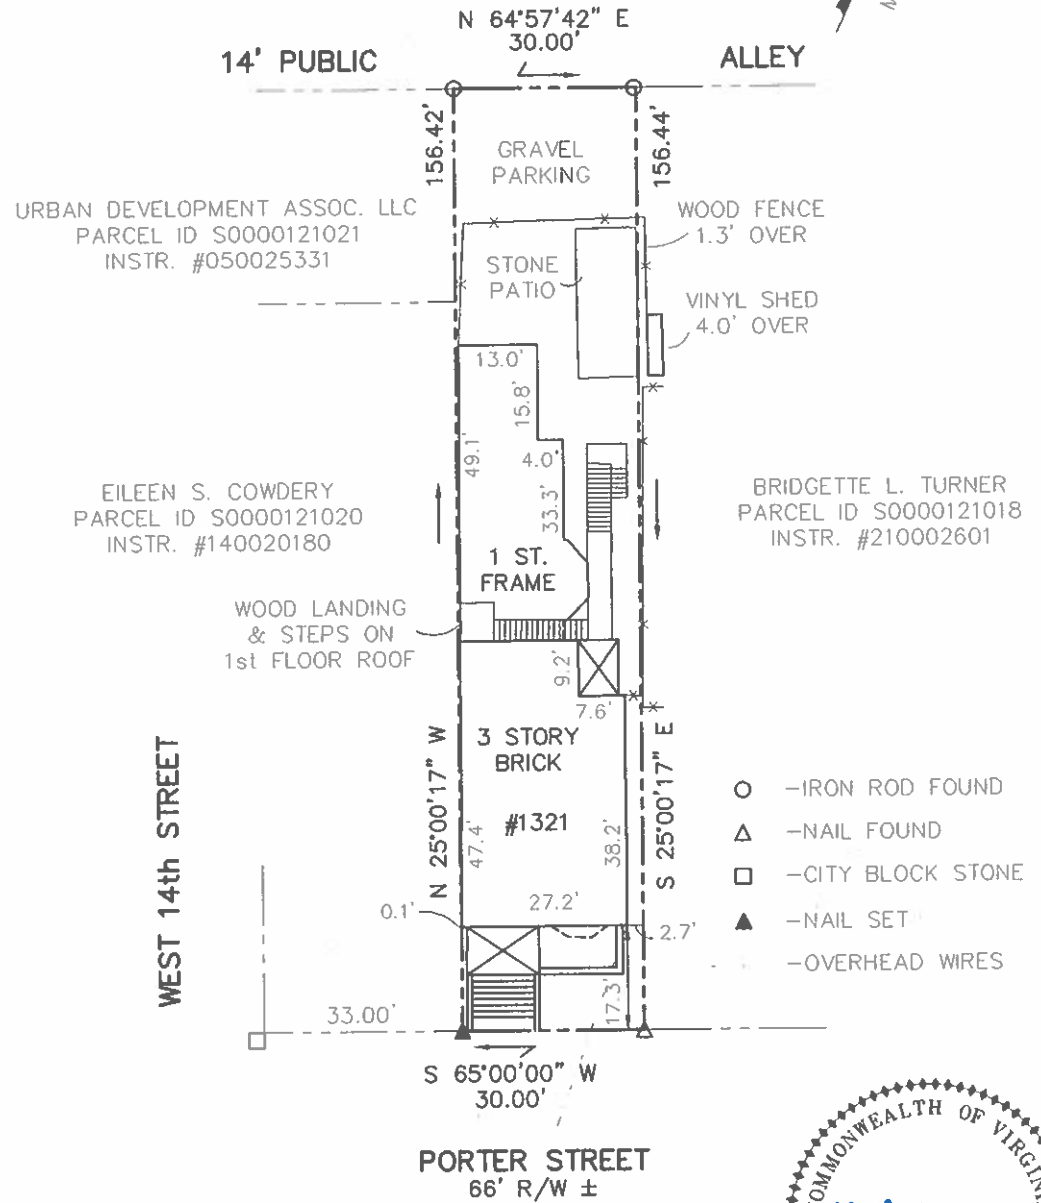 N 64°57'42" E
30.00'
14' PUBLIC
ALLEY
156.42'
156.44'
GRAVEL
PARKING
URBAN DEVELOPMENT ASSOC. LLC
PARCEL ID S0000121021
INSTR. #050025331
WOOD FENCE
1.3' OVER
STONE
PATIO
VINYL SHED
4.0' OVER
13.0'
15.8'
49.1'
4.0'
33.3'
EILEEN S. COWDERY
PARCEL ID S0000121020
INSTR. #140020180
BRIDGETTE L. TURNER
PARCEL ID S0000121018
INSTR. #210002601
1 ST.
FRAME
WOOD LANDING
& STEPS ON
1st FLOOR ROOF
9.2'
7.6'
3 STORY
BRICK
#1321
N 25°00'17" W
47.4'
38.2'
S 25°00'17" E
WEST 14th STREET
27.2'
0.1'
2.7'
17.3'
-IRON ROD FOUND
-NAIL FOUND
-CITY BLOCK STONE
-NAIL SET
-OVERHEAD WIRES
33.00'
S 65°00'00" W
30.00'
PORTER STREET
66' R/W ±
COMMONWEALTH OF VIRGIN